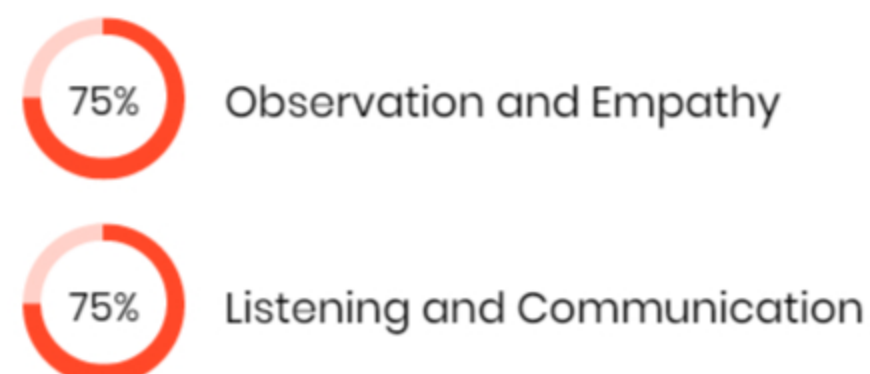 75% Observation and Empathy
75% Listening and Communication